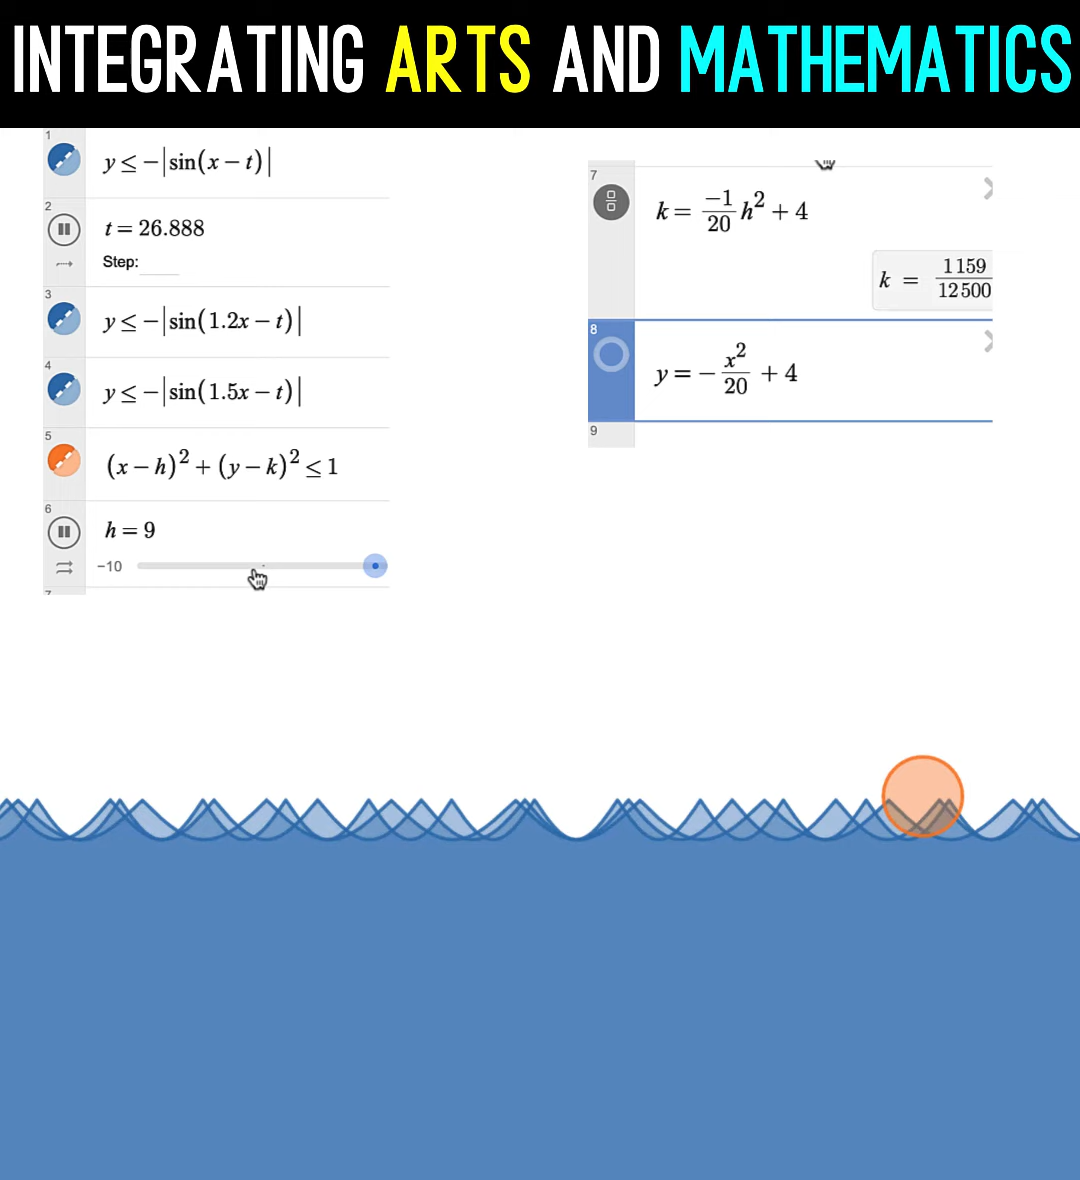 INTEGRATING ARTS AND MATHEMATICS
1
y ≤ −|sin(x − t)|
2
t = 26.888
Step:
3
y ≤ −|sin(1.2x − t)|
4
y ≤ −|sin(1.5x − t)|
5
(x − h)² + (y − k)² ≤ 1
6
h = 9
−10
7
k = −1/20 h² + 4
k = 1159/12500
8
y = − x²/20 + 4
9